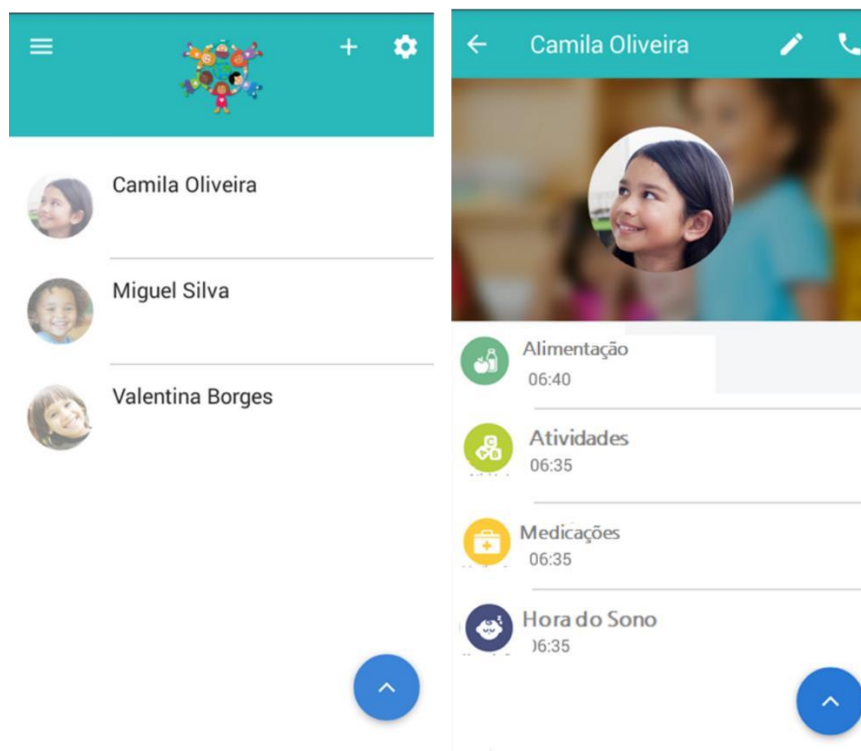 Camila Oliveira
Miguel Silva
Valentina Borges
Camila Oliveira
Alimentação
06:40
Atividades
06:35
Medicações
06:35
Hora do Sono
06:35